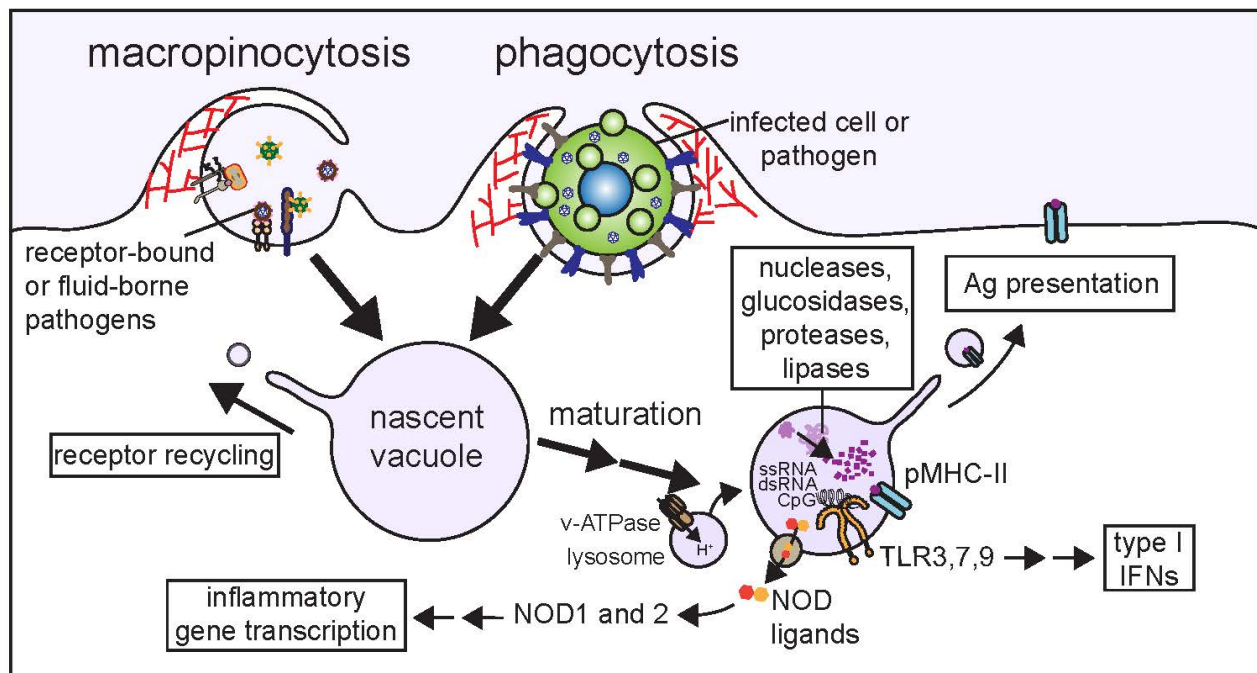 macropinocytosis
phagocytosis
infected cell or
pathogen
receptor-bound
or fluid-borne
pathogens
nucleases,
glucosidases,
proteases,
lipases
Ag presentation
nascent
vacuole
maturation
receptor recycling
ssRNA
dsRNA
CpG
pMHC-II
v-ATPase
lysosome
H⁺
TLR3,7,9
type I
IFNs
NOD
ligands
NOD1 and 2
inflammatory
gene transcription